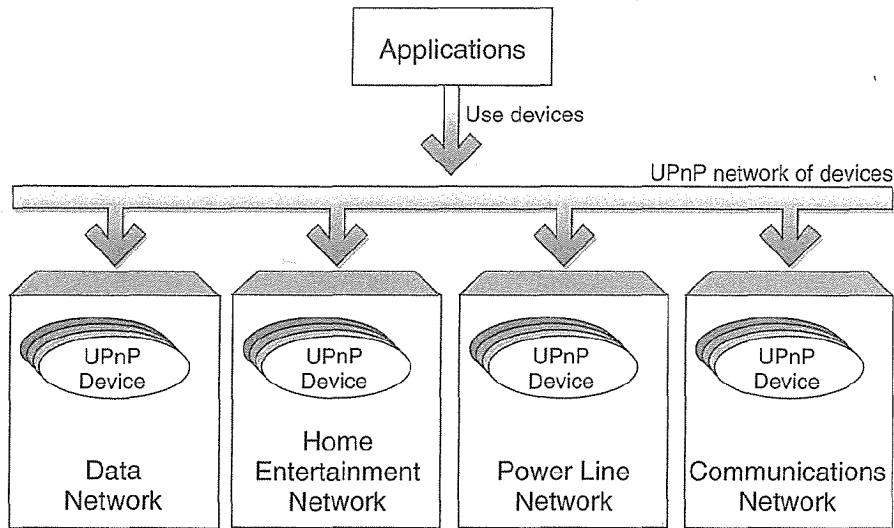 Applications
Use devices
UPnP network of devices
UPnP
Device
UPnP
Device
UPnP
Device
UPnP
Device
Data
Network
Home
Entertainment
Network
Power Line
Network
Communications
Network